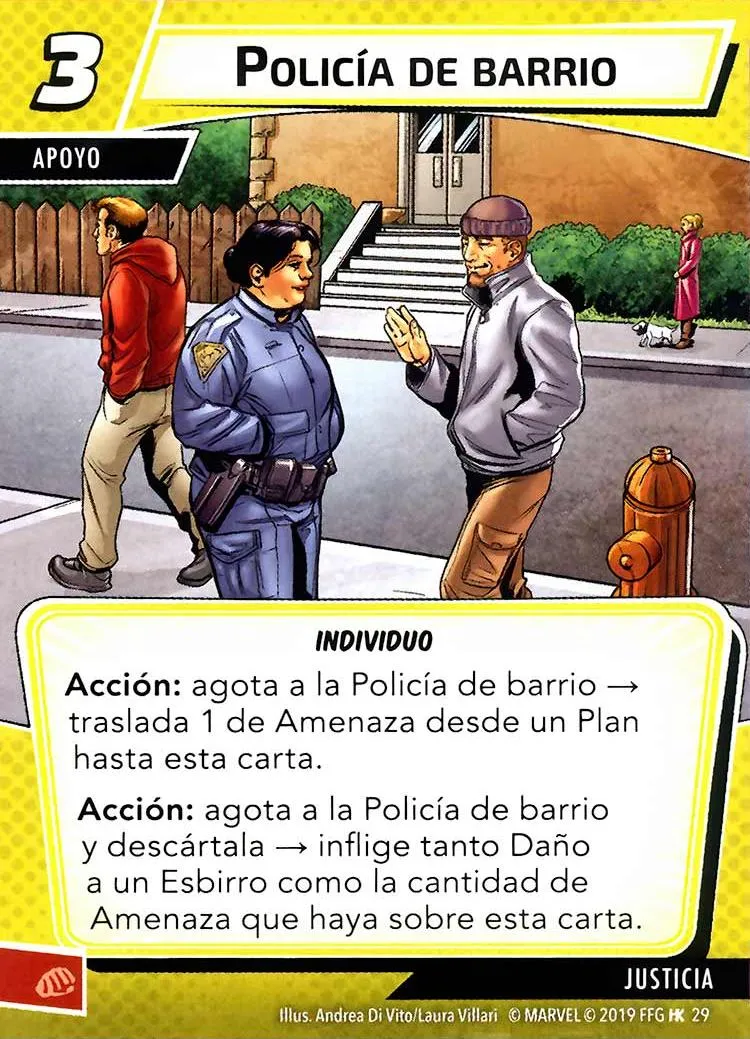 3
POLICÍA DE BARRIO
APOYO
INDIVIDUO
Acción: agota a la Policía de barrio →
traslada 1 de Amenaza desde un Plan
hasta esta carta.
Acción: agota a la Policía de barrio
y descártala → inflige tanto Daño
a un Esbirro como la cantidad de
Amenaza que haya sobre esta carta.
JUSTICIA
Illus. Andrea Di Vito/Laura Villari © MARVEL © 2019 FFG HK 29